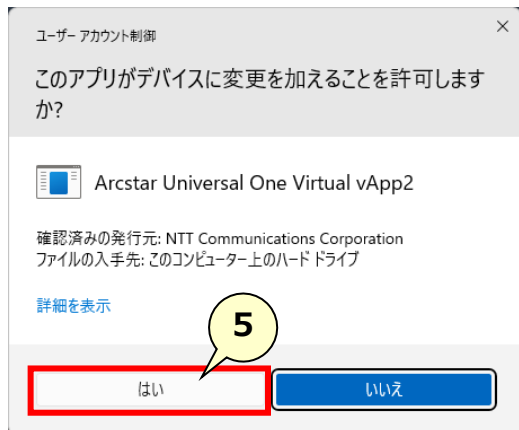 ユーザー アカウント制御
×
このアプリがデバイスに変更を加えることを許可します
か?
Arcstar Universal One Virtual vApp2
確認済みの発行元: NTT Communications Corporation
ファイルの入手先: このコンピューター上のハード ドライブ
詳細を表示
5
はい
いいえ